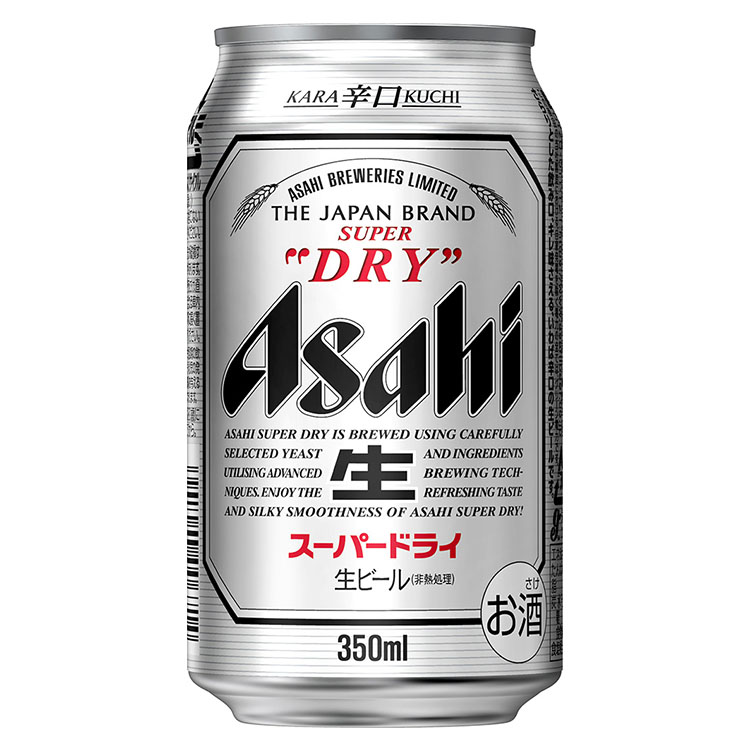 KARA 辛口 KUCHI
ASAHI BREWERIES LIMITED
THE JAPAN BRAND
SUPER
"DRY"
Asahi
ASAHI SUPER DRY IS BREWED USING CAREFULLY
SELECTED YEAST AND INGREDIENTS
UTILISING ADVANCED 生 BREWING TECH-
NIQUES. ENJOY THE REFRESHING TASTE
AND SILKY SMOOTHNESS OF ASAHI SUPER DRY!
スーパードライ
生ビール(非熱処理)
さけ
お酒
350ml